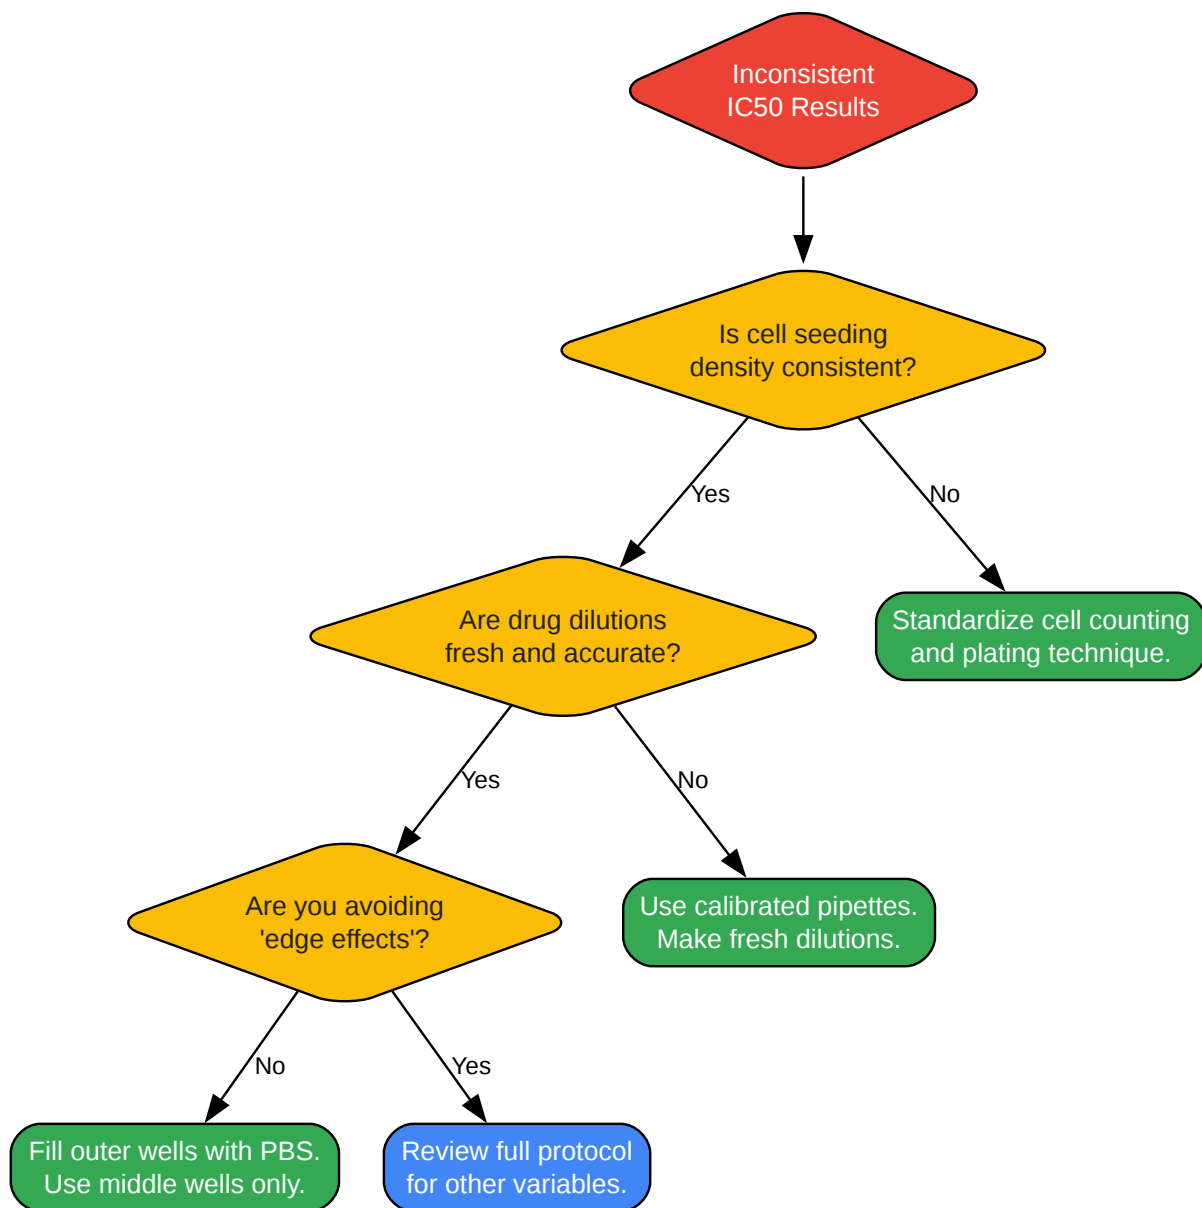 Inconsistent
IC50 Results
Is cell seeding
density consistent?
Yes
No
Are drug dilutions
fresh and accurate?
Standardize cell counting
and plating technique.
Yes
No
Are you avoiding
'edge effects'?
Use calibrated pipettes.
Make fresh dilutions.
No
Yes
Fill outer wells with PBS.
Use middle wells only.
Review full protocol
for other variables.